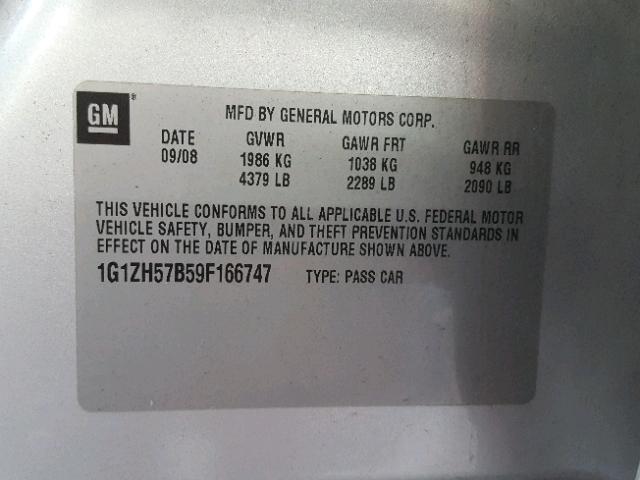 GM®
MFD BY GENERAL MOTORS CORP.
DATE GVWR GAWR FRT GAWR RR
09/08 1986 KG 1038 KG 948 KG
4379 LB 2289 LB 2090 LB
THIS VEHICLE CONFORMS TO ALL APPLICABLE U.S. FEDERAL MOTOR
VEHICLE SAFETY, BUMPER, AND THEFT PREVENTION STANDARDS IN
EFFECT ON THE DATE OF MANUFACTURE SHOWN ABOVE.
1G1ZH57B59F166747 TYPE: PASS CAR